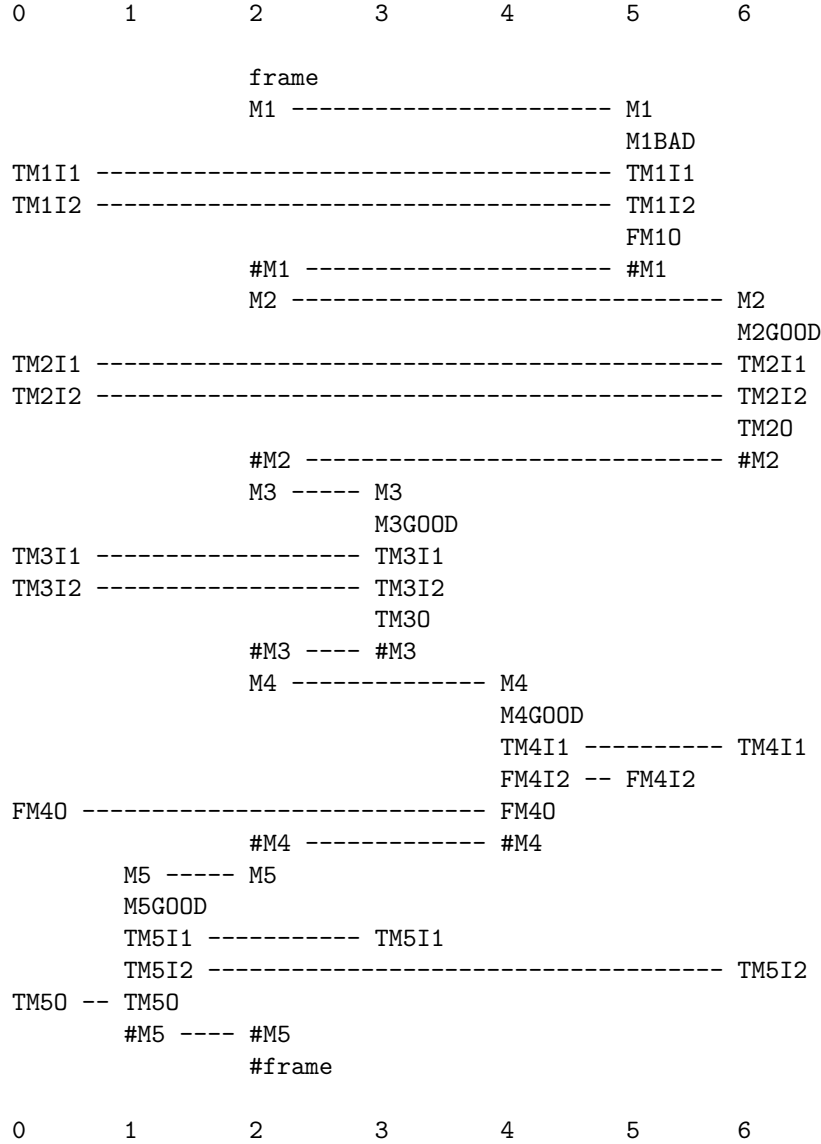 0 1 2 3 4 5 6
frame
M1 ---------------------- M1
M1BAD
TM1I1 ------------------------------------- TM1I1
TM1I2 ------------------------------------- TM1I2
FM1O
#M1 ---------------------- #M1
M2 ------------------------------- M2
M2GOOD
TM2I1 --------------------------------------------- TM2I1
TM2I2 --------------------------------------------- TM2I2
TM2O
#M2 ------------------------------ #M2
M3 ----- M3
M3GOOD
TM3I1 ------------------- TM3I1
TM3I2 ------------------- TM3I2
TM3O
#M3 ---- #M3
M4 -------------- M4
M4GOOD
TM4I1 ---------- TM4I1
FM4I2 -- FM4I2
FM4O ----------------------------- FM4O
#M4 ------------- #M4
M5 ----- M5
M5GOOD
TM5I1 ----------- TM5I1
TM5I2 ------------------------------------- TM5I2
TM5O -- TM5O
#M5 ---- #M5
#frame
0 1 2 3 4 5 6